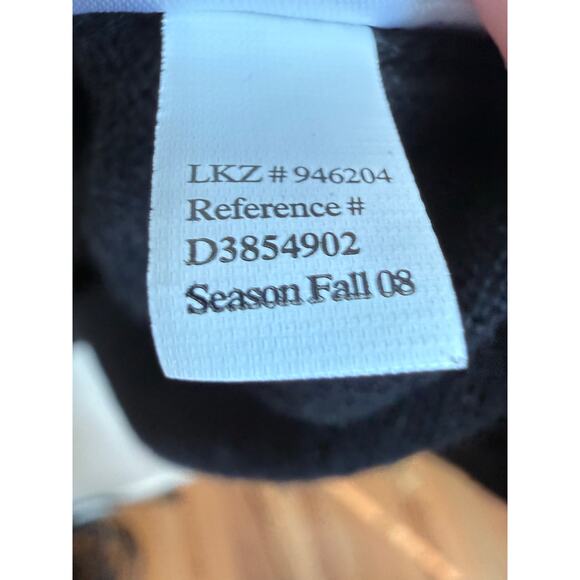 LKZ # 946204
Reference #
D3854902
Season Fall 08